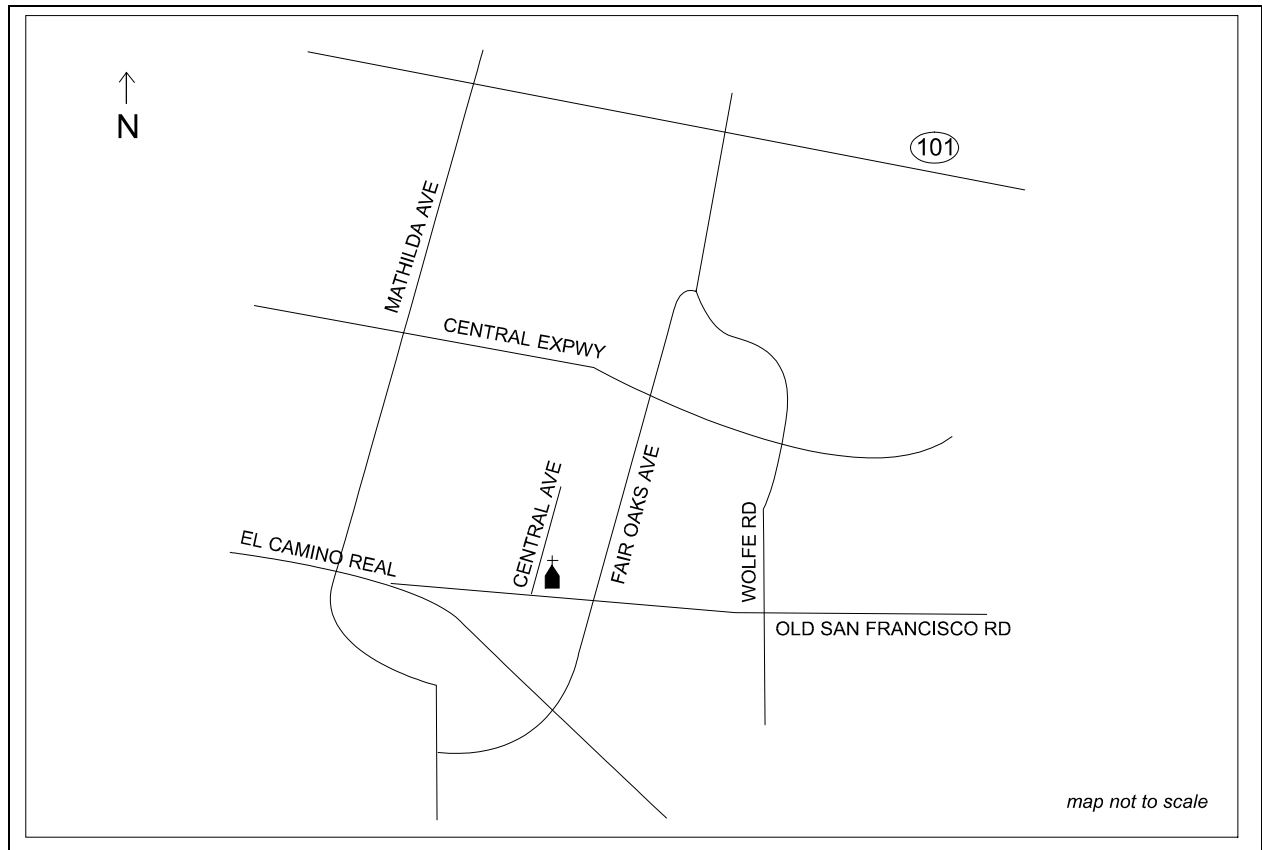 N
101
MATHILDA AVE
CENTRAL EXPWY
CENTRAL AVE
FAIR OAKS AVE
WOLFE RD
EL CAMINO REAL
OLD SAN FRANCISCO RD
map not to scale